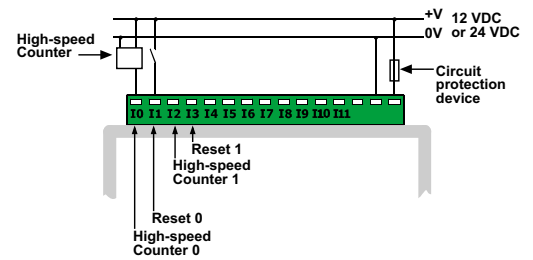 +V 12 VDC
0V or 24 VDC
High-speed
Counter
Circuit
protection
device
I0 I1 I2 I3 I4 I5 I6 I7 I8 I9 I10 I11
Reset 1
High-speed
Counter 1
Reset 0
High-speed
Counter 0